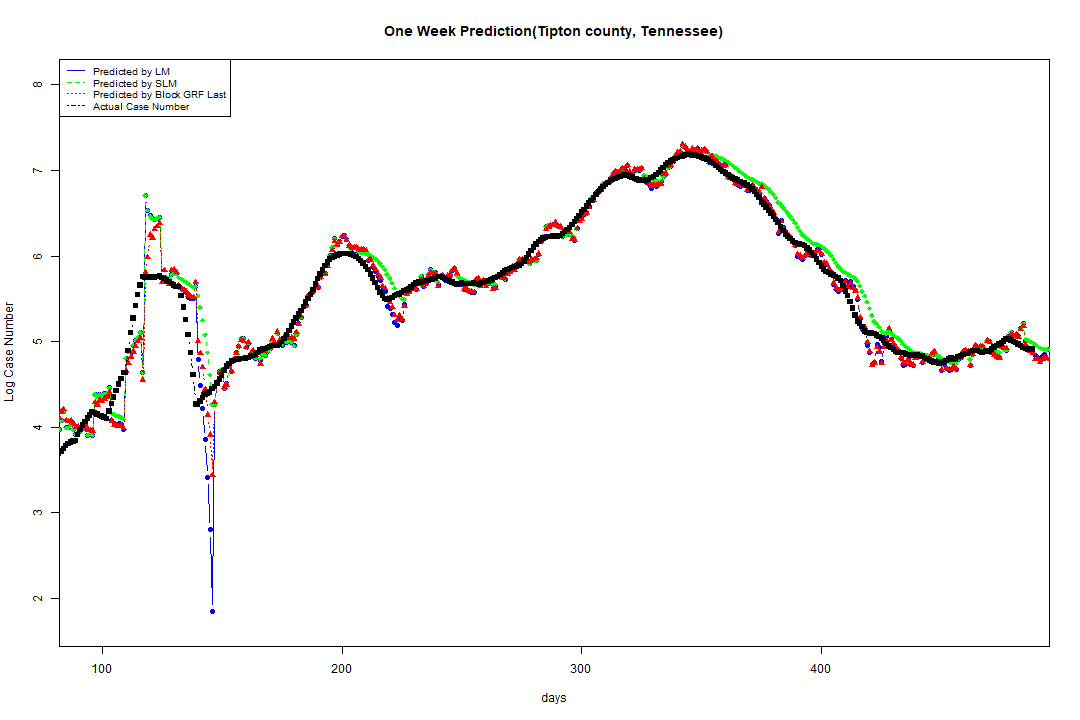 One Week Prediction(Tipton county, Tennessee)
Predicted by LM
Predicted by SLM
Predicted by Block GRF Last
Actual Case Number
8
7
6
5
4
3
2
Log Case Number
100 200 300 400
days